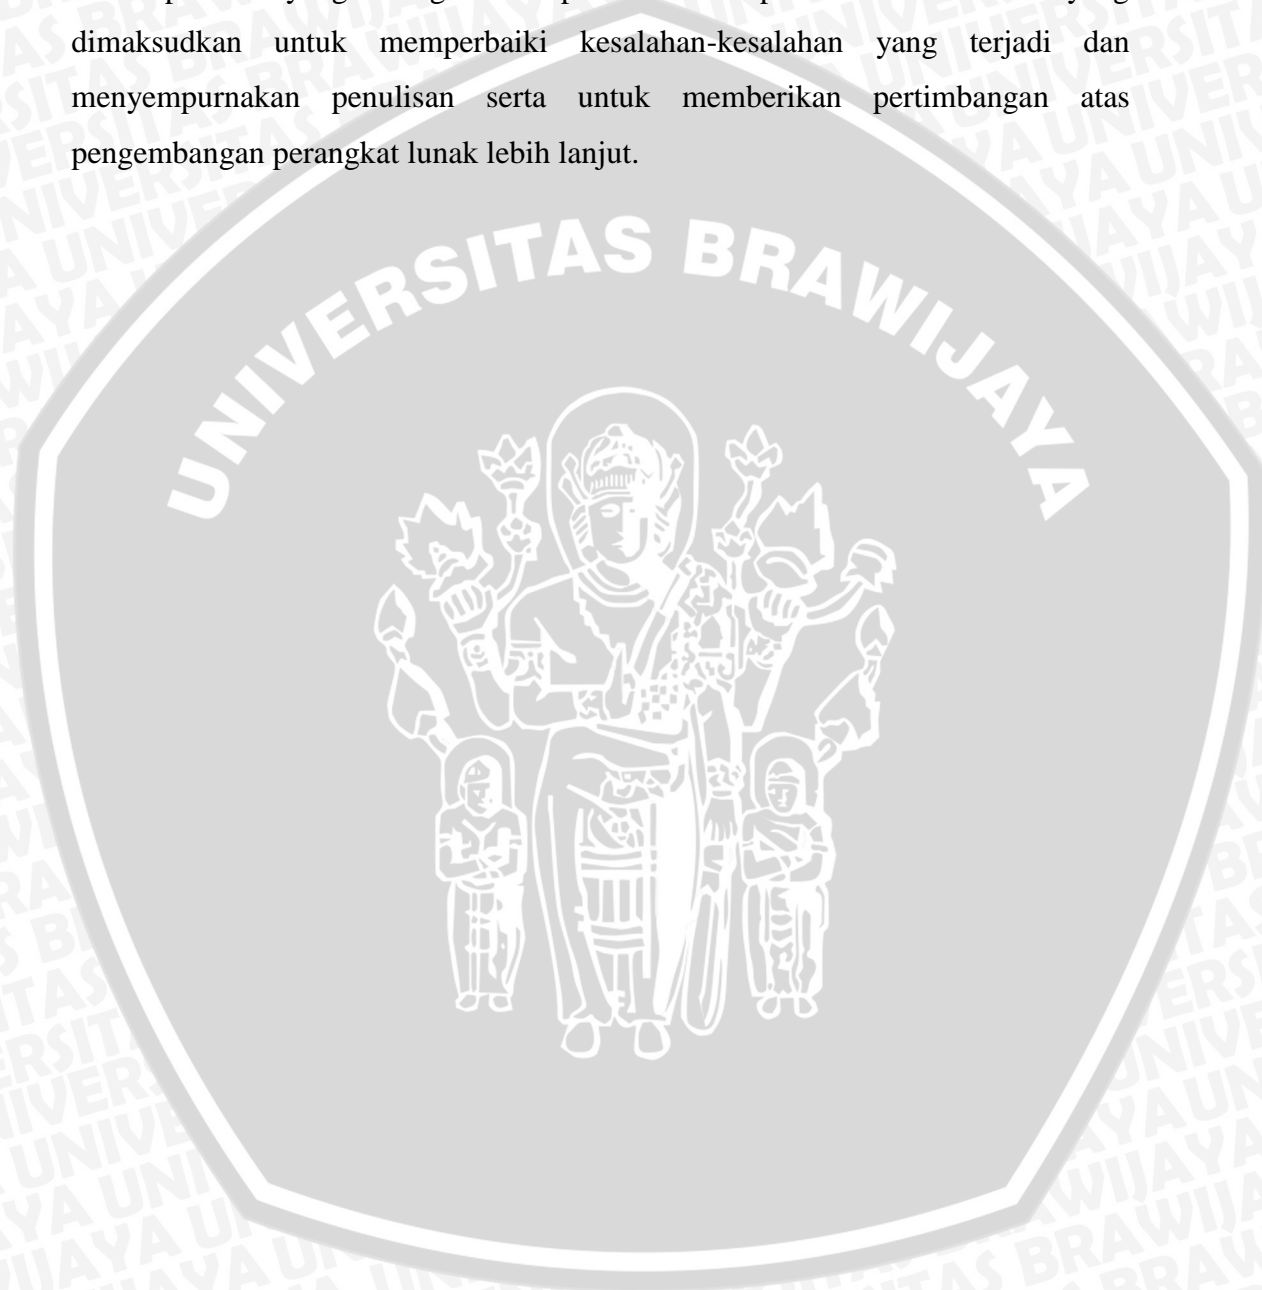 dimaksudkan untuk memperbaiki kesalahan-kesalahan yang terjadi dan
menyempurnakan penulisan serta untuk memberikan pertimbangan atas
pengembangan perangkat lunak lebih lanjut.
UNIVERSITAS BRAWIJAYA